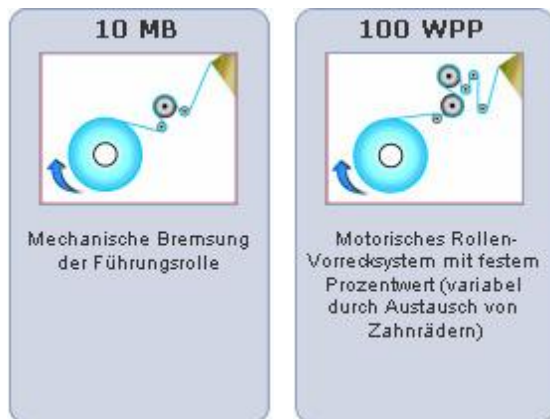 10 MB
Mechanische Bremsung
der Führungsrolle
100 WPP
Motorisches Rollen-
Vorrecksystem mit festem
Prozentwert (variabel
durch Austausch von
Zahnrädern)